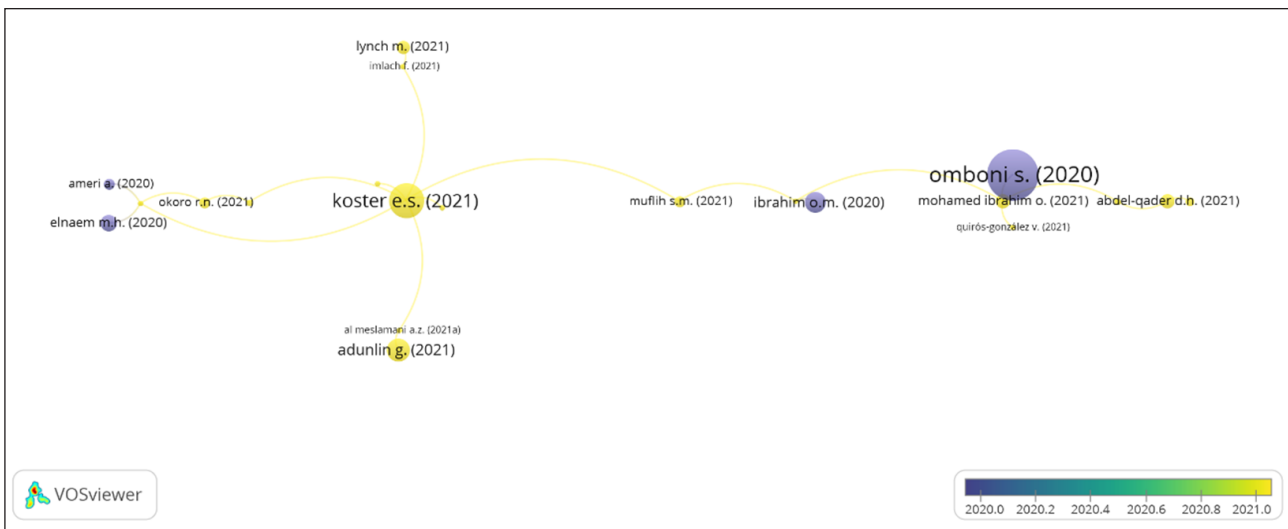 lynch m. (2021)
imlach f. (2021)
ameri a. (2020)
okoro r.n. (2021)
elnaem m.h. (2020)
koster e.s. (2021)
muflih s.m. (2021)
ibrahim o.m. (2020)
omboni s. (2020)
mohamed ibrahim o. (2021)
abdel-qader d.h. (2021)
quirós-gonzález v. (2021)
al meslamani a.z. (2021a)
adunlin g. (2021)
VOSviewer
2020.0 2020.2 2020.4 2020.6 2020.8 2021.0